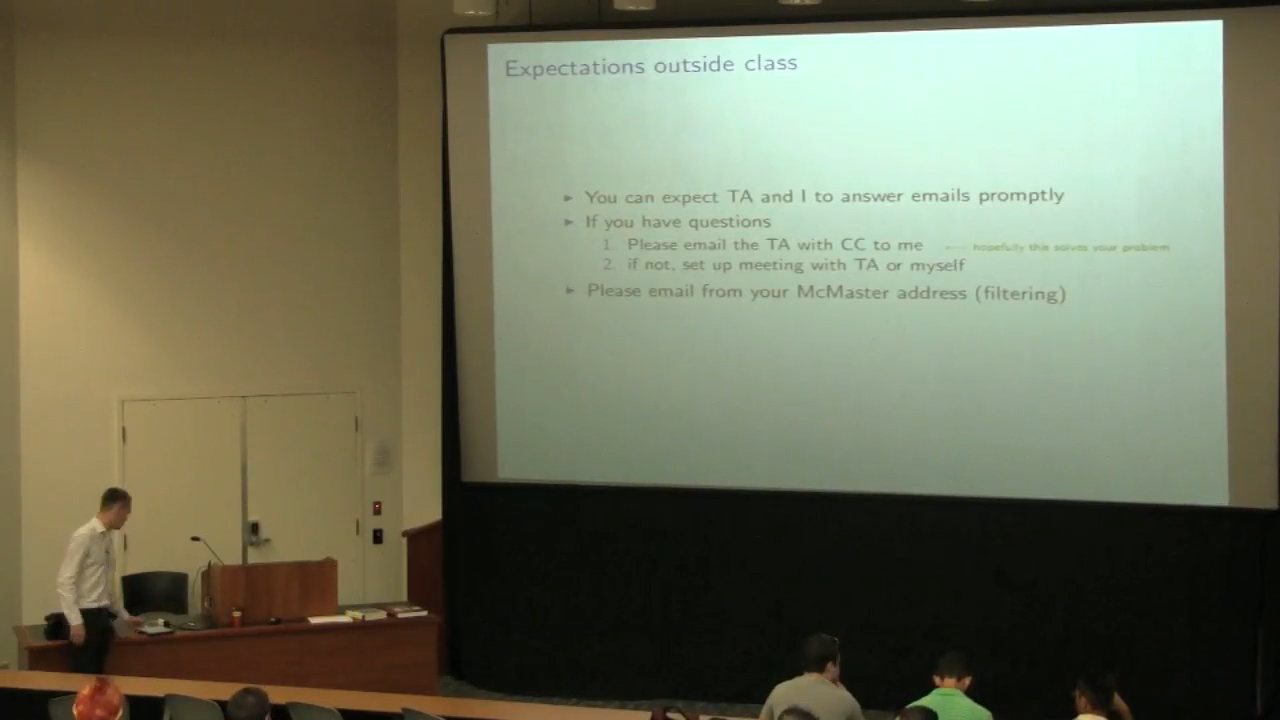 Expectations outside class
► You can expect TA and I to answer emails promptly
► If you have questions
1. Please email the TA with CC to me ←— hopefully this solves your problem
2. if not, set up meeting with TA or myself
► Please email from your McMaster address (filtering)